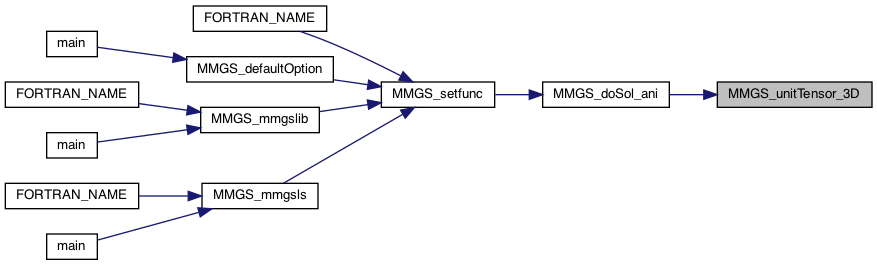 FORTRAN_NAME
main
MMGS_defaultOption
FORTRAN_NAME
MMGS_setfunc
MMGS_doSol_ani
MMGS_unitTensor_3D
MMGS_mmgslib
main
FORTRAN_NAME
MMGS_mmgsls
main